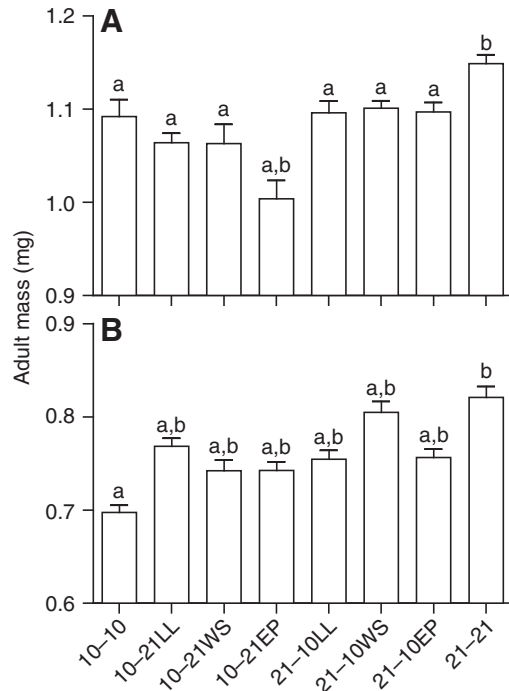 A
1.2
1.1
1.0
0.9
a
a
a
a,b
a
a
a
b
Adult mass (mg)
B
0.9
0.8
0.7
0.6
a
a,b
a,b
a,b
a,b
a,b
a,b
b
10–10
10–21LL
10–21WS
10–21EP
21–10LL
21–10WS
21–10EP
21–21